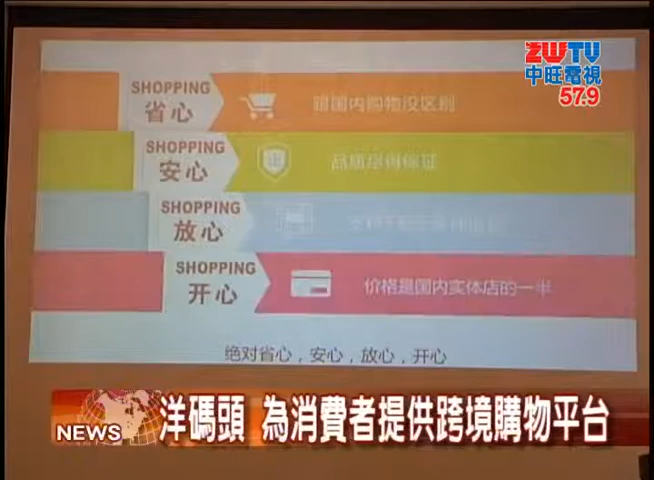 ZWTV
中旺電視
57.9
SHOPPING
省心
跟国内购物没区别
SHOPPING
安心
SHOPPING
放心
SHOPPING
开心
价格是国内实体店的一半
绝对省心，安心，放心，开心
NEWS
洋碼頭 為消費者提供跨境購物平台